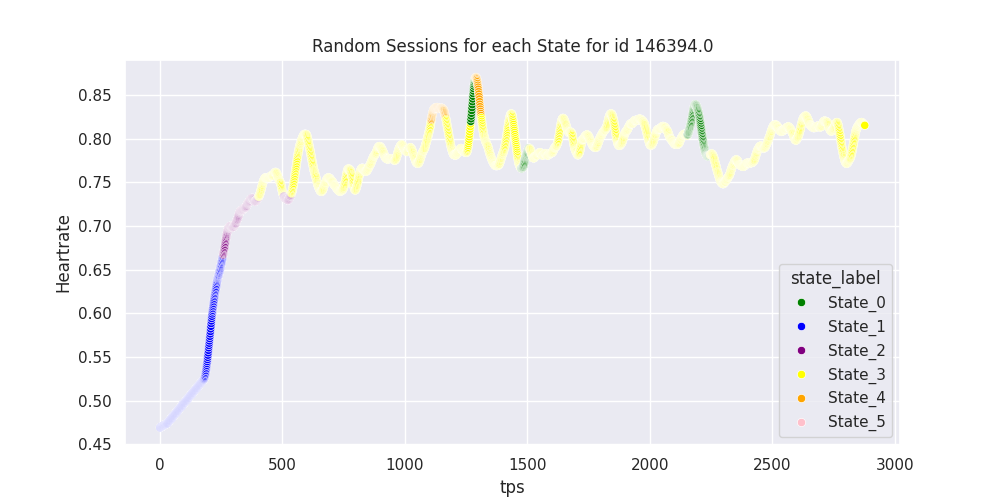 Random Sessions for each State for id 146394.0
Heartrate
0.85
0.80
0.75
0.70
0.65
0.60
0.55
0.50
0.45
0 500 1000 1500 2000 2500 3000
tps
state_label
State_0
State_1
State_2
State_3
State_4
State_5